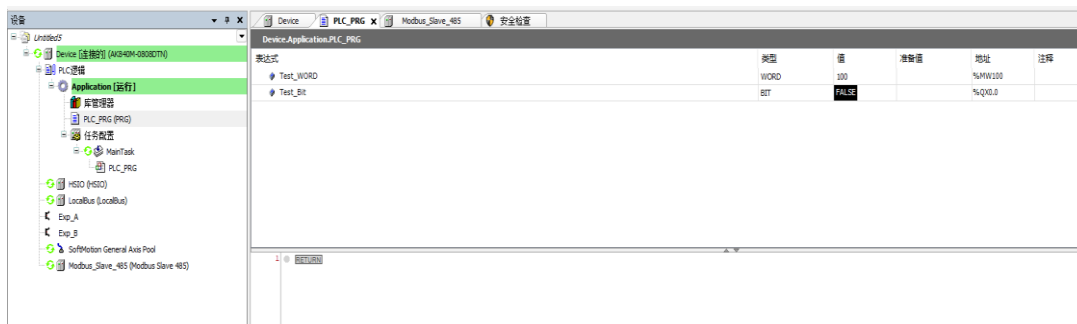 设备
Untitled5
Device [连接的] (AK840M-0808DTN)
PLC逻辑
Application [运行]
库管理器
PLC_PRG (PRG)
任务配置
MainTask
PLC_PRG
HSIO (HSIO)
LocalBus (LocalBus)
Exp_A
Exp_B
SoftMotion General Axis Pool
Modbus_Slave_485 (Modbus Slave 485)
Device PLC_PRG Modbus_Slave_485 安全检查
Device.Application.PLC_PRG
表达式 类型 值 准备值 地址 注释
Test_WORD WORD 100 %MW100
Test_Bit BIT FALSE %QX0.0
1 RETURN